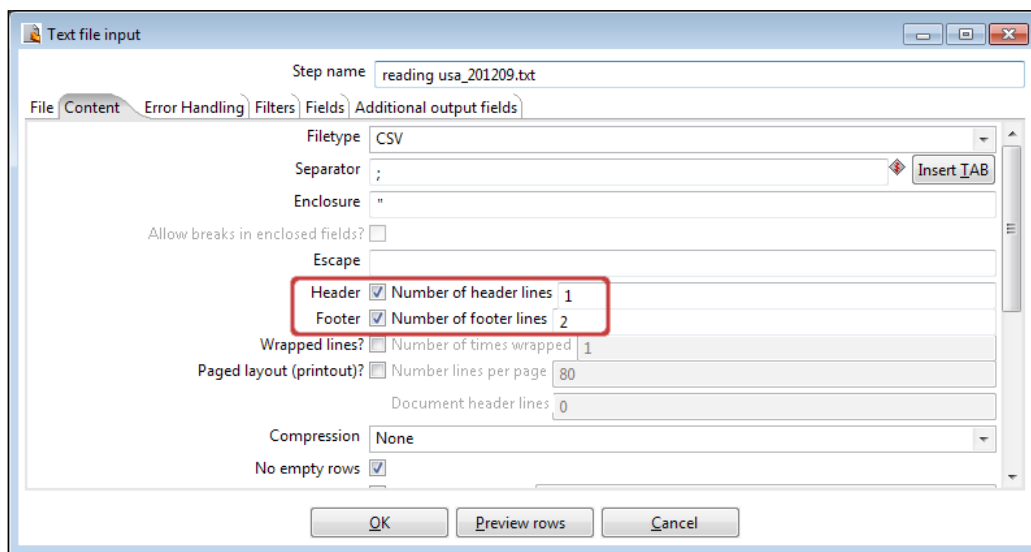 Text file input
Step name reading usa_201209.txt
File Content Error Handling Filters Fields Additional output fields
Filetype CSV
Separator ; Insert TAB
Enclosure "
Allow breaks in enclosed fields?
Escape
Header Number of header lines 1
Footer Number of footer lines 2
Wrapped lines? Number of times wrapped 1
Paged layout (printout)? Number lines per page 80
Document header lines 0
Compression None
No empty rows
OK Preview rows Cancel